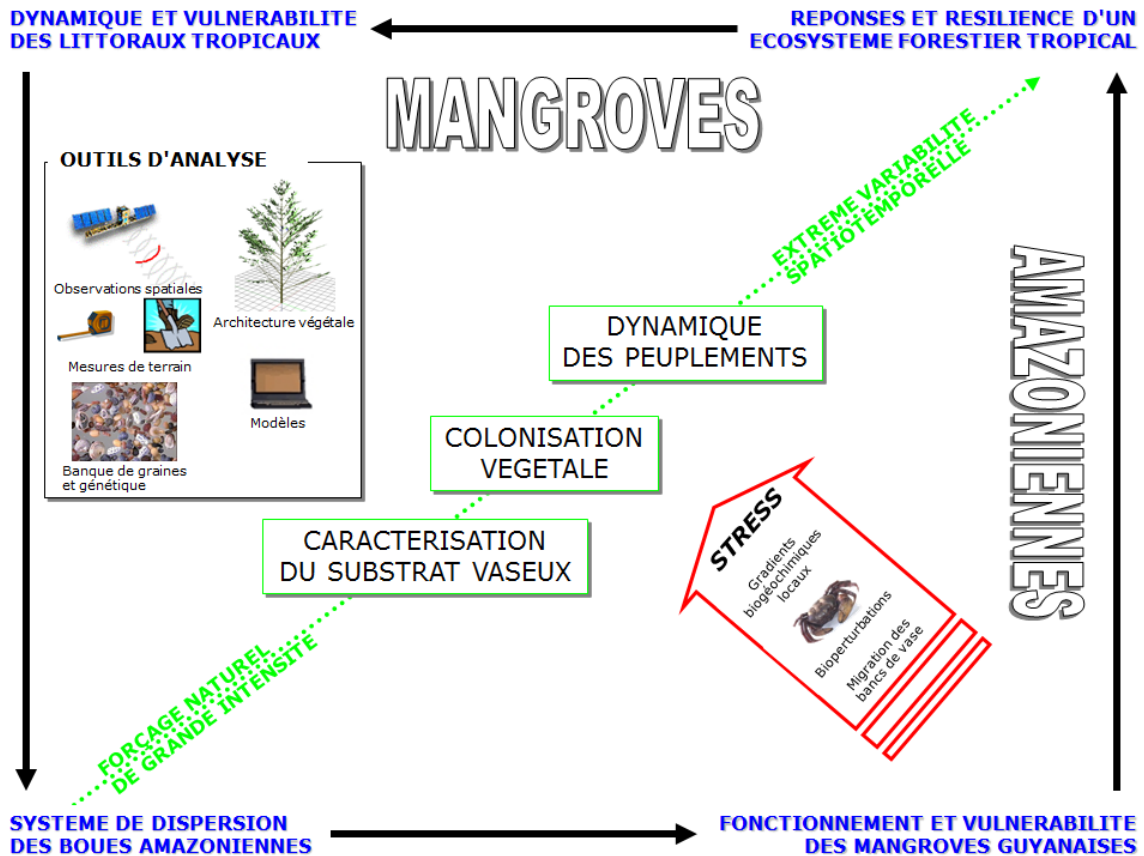 DYNAMIQUE ET VULNERABILITE
DES LITTORAUX TROPICAUX
REPONSES ET RESILIENCE D'UN
ECOSYSTEME FORESTIER TROPICAL
MANGROVES
AMAZONIENNES
OUTILS D'ANALYSE
Observations spatiales
Architecture végétale
Mesures de terrain
Modèles
Banque de graines
et génétique
EXTREME VARIABILITE
SPATIOTEMPORELLE
DYNAMIQUE
DES PEUPLEMENTS
COLONISATION
VEGETALE
CARACTERISATION
DU SUBSTRAT VASEUX
STRESS
Gradients
biogéochimiques
locaux
Bioperturbations
Migration des
bancs de vase
FORÇAGE NATUREL
DE GRANDE INTENSITE
SYSTEME DE DISPERSION
DES BOUES AMAZONIENNES
FONCTIONNEMENT ET VULNERABILITE
DES MANGROVES GUYANAISES